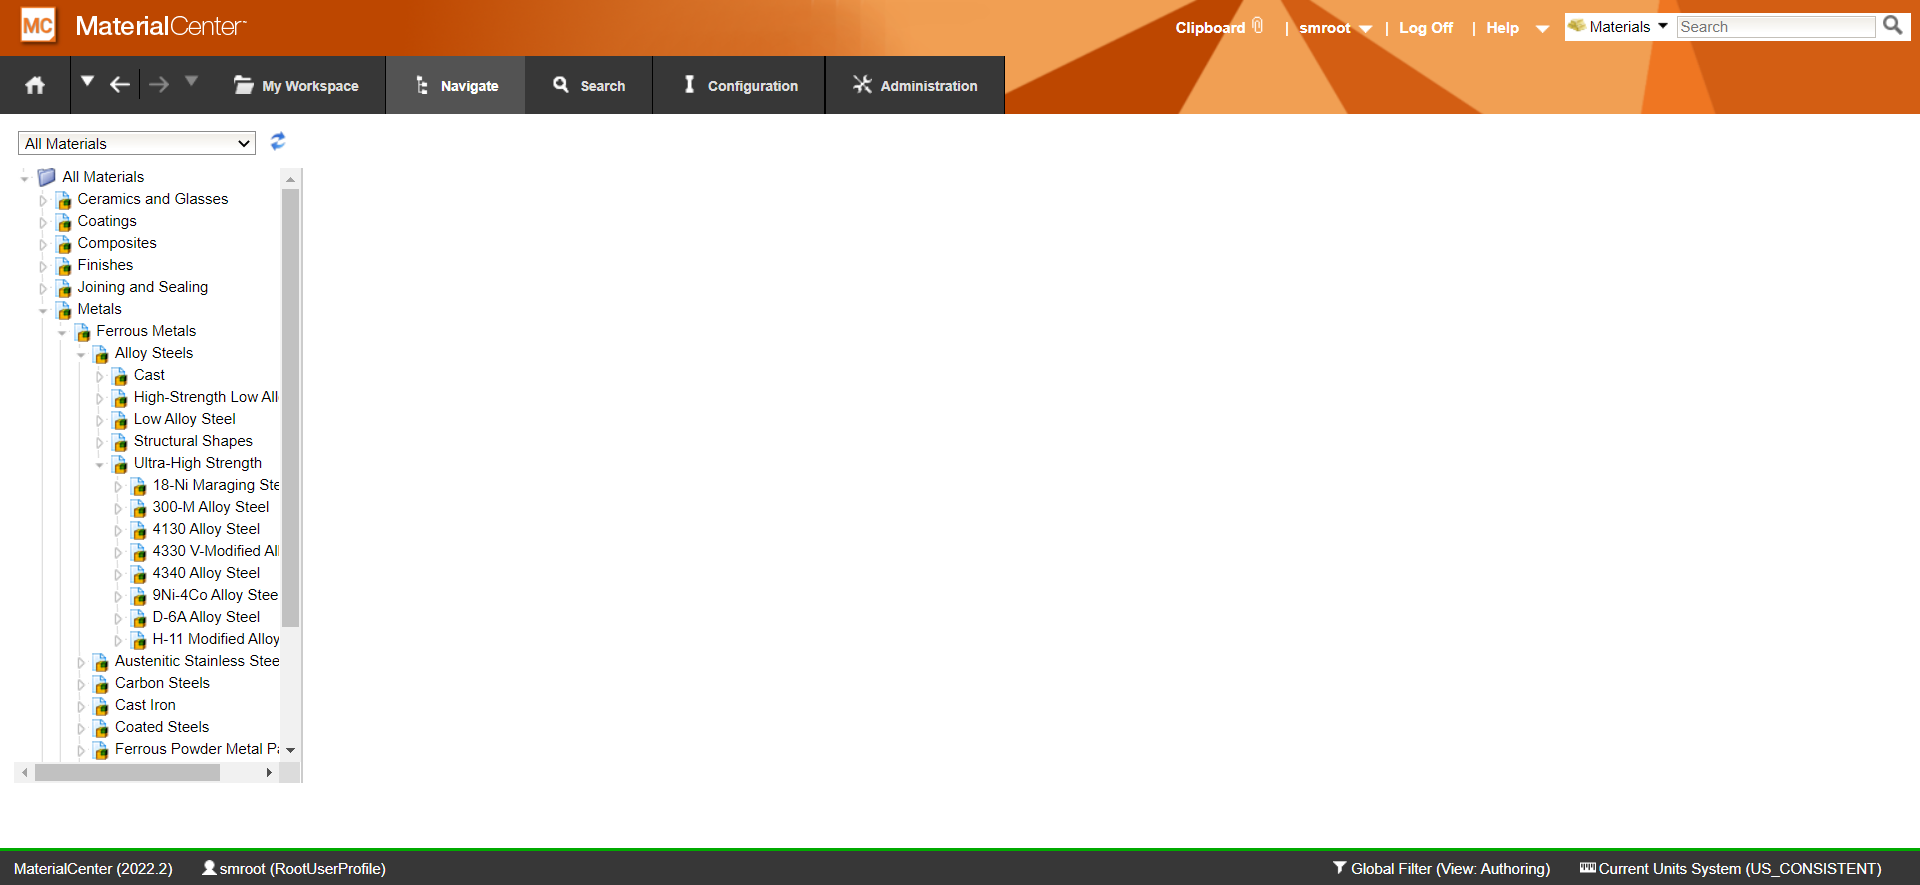 MC MaterialCenter
Clipboard | smroot | Log Off | Help Materials Search
My Workspace Navigate Search Configuration Administration
All Materials
All Materials
Ceramics and Glasses
Coatings
Composites
Finishes
Joining and Sealing
Metals
Ferrous Metals
Alloy Steels
Cast
High-Strength Low All
Low Alloy Steel
Structural Shapes
Ultra-High Strength
18-Ni Maraging Ste
300-M Alloy Steel
4130 Alloy Steel
4330 V-Modified All
4340 Alloy Steel
9Ni-4Co Alloy Stee
D-6A Alloy Steel
H-11 Modified Alloy
Austenitic Stainless Stee
Carbon Steels
Cast Iron
Coated Steels
Ferrous Powder Metal Pa
MaterialCenter (2022.2) smroot (RootUserProfile) Global Filter (View: Authoring) Current Units System (US_CONSISTENT)